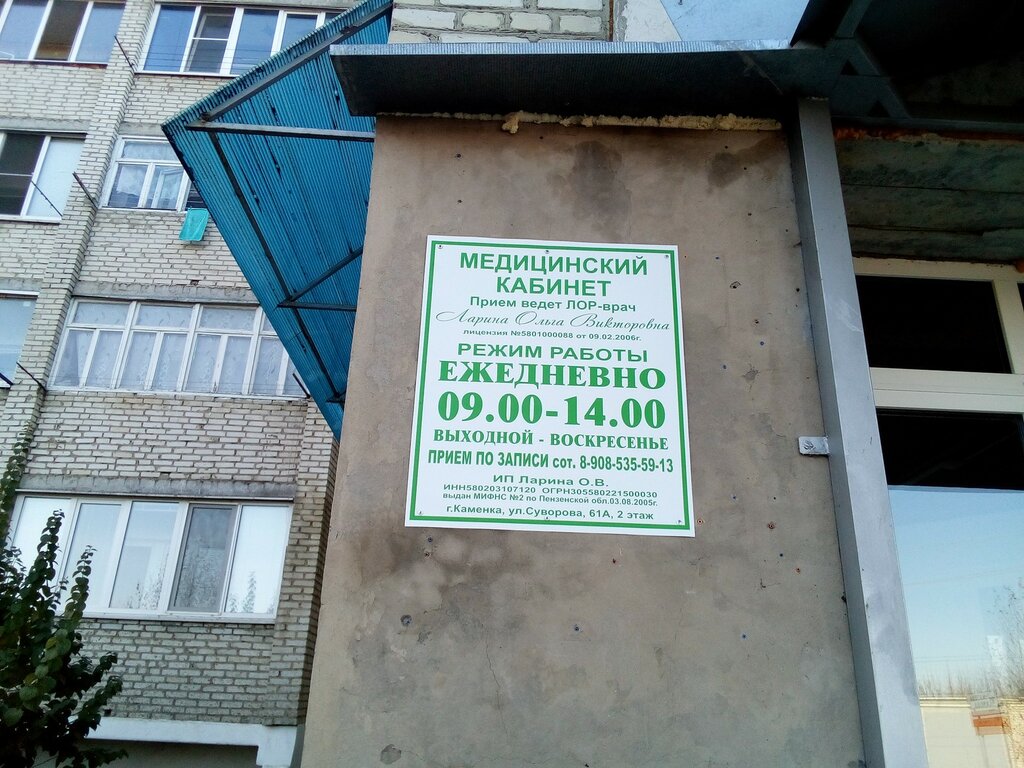 МЕДИЦИНСКИЙ
КАБИНЕТ
Прием ведет ЛОР-врач
Ларина Ольга Викторовна
лицензия №5801000088 от 09.02.2006г.
РЕЖИМ РАБОТЫ
ЕЖЕДНЕВНО
09.00-14.00
ВЫХОДНОЙ - ВОСКРЕСЕНЬЕ
ПРИЕМ ПО ЗАПИСИ сот. 8-908-535-59-13
ИП Ларина О.В.
ИНН580203107120 ОГРН305580221500030
выдан МИФНС №2 по Пензенской обл.03.08.2005г.
г.Каменка, ул.Суворова, 61А, 2 этаж